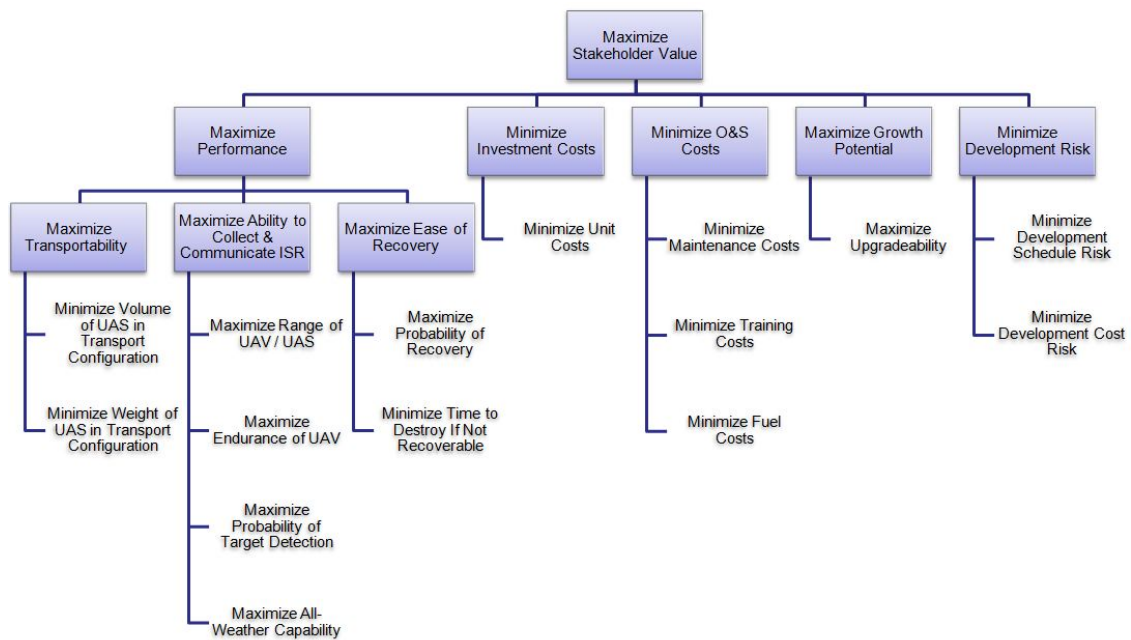 Maximize
Stakeholder Value
Maximize
Performance
Minimize
Investment Costs
Minimize O&S
Costs
Maximize Growth
Potential
Minimize
Development Risk
Maximize
Transportability
Maximize Ability to
Collect &
Communicate ISR
Maximize Ease of
Recovery
Minimize Unit
Costs
Minimize
Maintenance Costs
Maximize
Upgradeability
Minimize
Development
Schedule Risk
Minimize Volume
of UAS in
Transport
Configuration
Maximize Range of
UAV / UAS
Maximize
Probability of
Recovery
Minimize Training
Costs
Minimize
Development Cost
Risk
Minimize Weight of
UAS in Transport
Configuration
Maximize
Endurance of UAV
Minimize Time to
Destroy If Not
Recoverable
Minimize Fuel
Costs
Maximize
Probability of
Target Detection
Maximize All-
Weather Capability